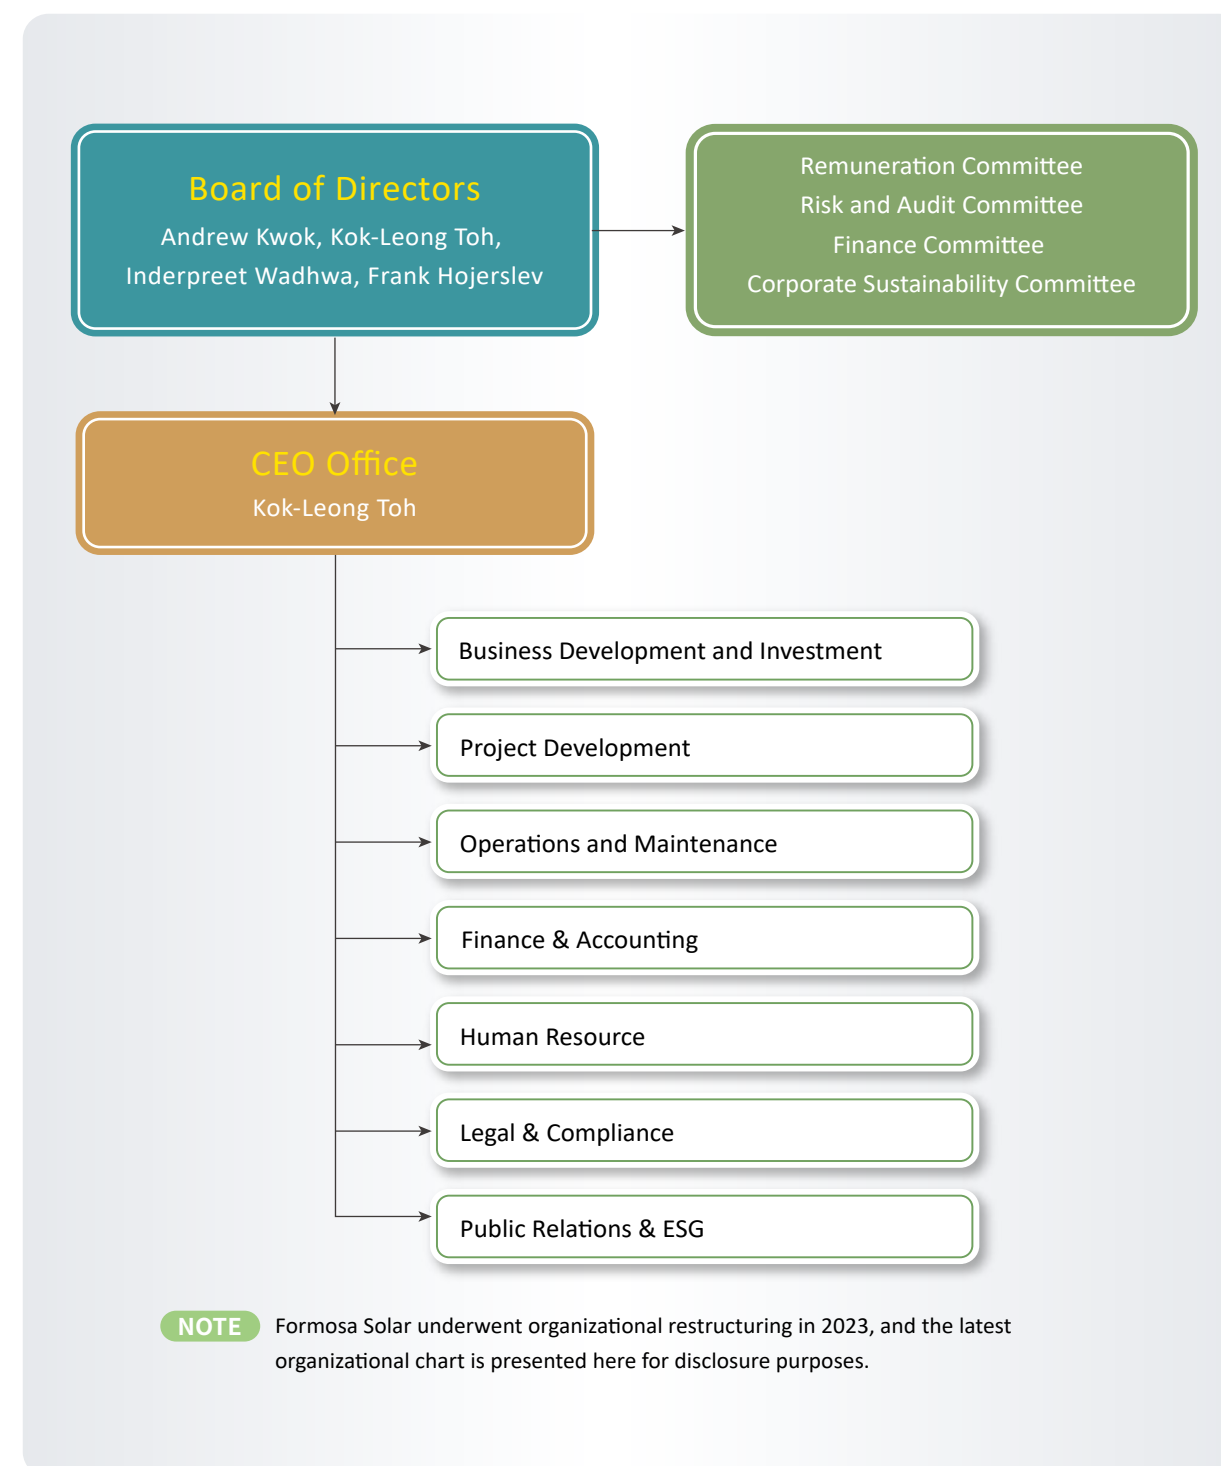 Board of Directors
Andrew Kwok, Kok-Leong Toh,
Inderpreet Wadhwa, Frank Hojerslev
Remuneration Committee
Risk and Audit Committee
Finance Committee
Corporate Sustainability Committee
CEO Office
Kok-Leong Toh
Business Development and Investment
Project Development
Operations and Maintenance
Finance & Accounting
Human Resource
Legal & Compliance
Public Relations & ESG
NOTE Formosa Solar underwent organizational restructuring in 2023, and the latest
organizational chart is presented here for disclosure purposes.